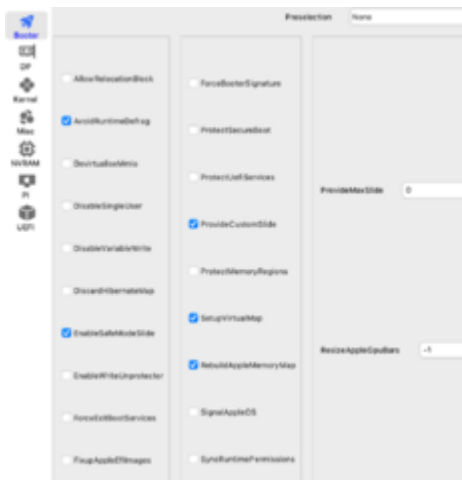 Preselection None
Booter
DP
Kernel
Misc
NVRAM
PI
UEFI
AllowRelocationBlock
AvoidRuntimeDefrag
DevirtualiseMmio
DisableSingleUser
DisableVariableWrite
DiscardHibernateMap
EnableSafeModeSlide
EnableWriteUnprotector
ForceExitBootServices
FixupAppleEfiImages
ForceBooterSignature
ProtectSecureBoot
ProtectUefiServices
ProvideCustomSlide
ProtectMemoryRegions
SetupVirtualMap
RebuildAppleMemoryMap
SignalAppleOS
SyncRuntimePermissions
ProvideMaxSlide 0
ResizeAppleGpuBars -1